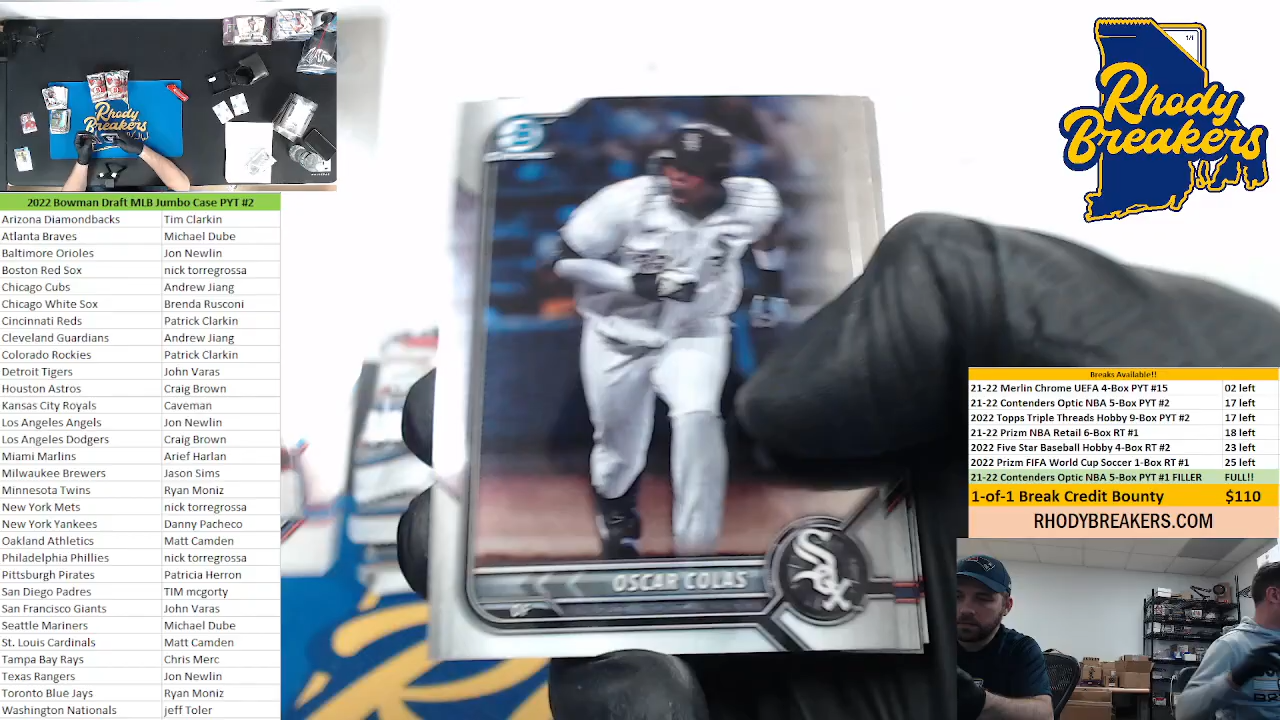 Rhody
Breakers
1/1
Rhody
Breakers
2022 Bowman Draft MLB Jumbo Case PYT #2
Arizona Diamondbacks Tim Clarkin
Atlanta Braves Michael Dube
Baltimore Orioles Jon Newlin
Boston Red Sox nick torregrossa
Chicago Cubs Andrew Jiang
Chicago White Sox Brenda Rusconi
Cincinnati Reds Patrick Clarkin
Cleveland Guardians Andrew Jiang
Colorado Rockies Patrick Clarkin
Detroit Tigers John Varas
Houston Astros Craig Brown
Kansas City Royals Caveman
Los Angeles Angels Jon Newlin
Los Angeles Dodgers Craig Brown
Miami Marlins Arief Harlan
Milwaukee Brewers Jason Sims
Minnesota Twins Ryan Moniz
New York Mets nick torregrossa
New York Yankees Danny Pacheco
Oakland Athletics Matt Camden
Philadelphia Phillies nick torregrossa
Pittsburgh Pirates Patricia Herron
San Diego Padres TIM mcgorty
San Francisco Giants John Varas
Seattle Mariners Michael Dube
St. Louis Cardinals Matt Camden
Tampa Bay Rays Chris Merc
Texas Rangers Jon Newlin
Toronto Blue Jays Ryan Moniz
Washington Nationals jeff Toler
OSCAR COLAS
OF
Sox
Breaks Available!!
21-22 Merlin Chrome UEFA 4-Box PYT #15 02 left
21-22 Contenders Optic NBA 5-Box PYT #2 17 left
2022 Topps Triple Threads Hobby 9-Box PYT #2 17 left
21-22 Prizm NBA Retail 6-Box RT #1 18 left
2022 Five Star Baseball Hobby 4-Box RT #2 23 left
2022 Prizm FIFA World Cup Soccer 1-Box RT #1 25 left
21-22 Contenders Optic NBA 5-Box PYT #1 FILLER FULL!!
1-of-1 Break Credit Bounty $110
RHODYBREAKERS.COM